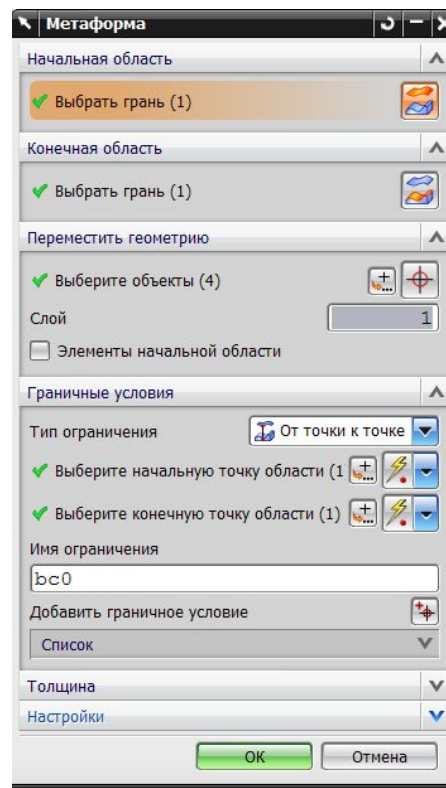 Метаформа
Начальная область
Выбрать грань (1)
Конечная область
Выбрать грань (1)
Переместить геометрию
Выберите объекты (4)
Слой 1
Элементы начальной области
Граничные условия
Тип ограничения От точки к точке
Выберите начальную точку области (1
Выберите конечную точку области (1)
Имя ограничения
bc0
Добавить граничное условие
Список
Толщина
Настройки
ОК Отмена